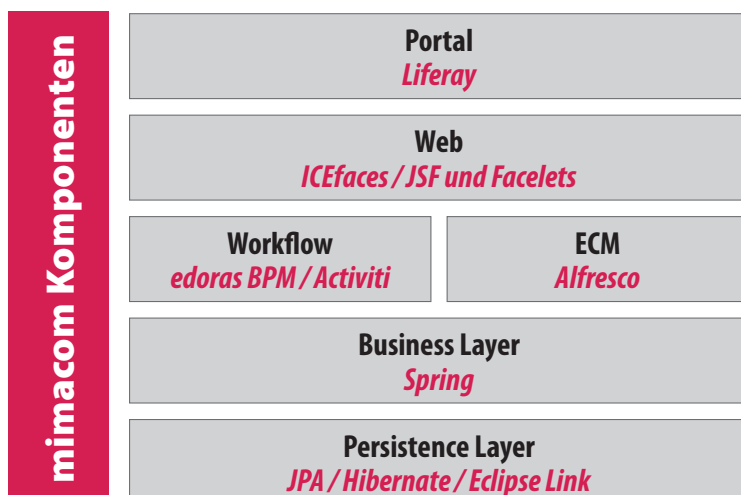 mimacom Komponenten
Portal
Liferay
Web
ICEfaces / JSF und Facelets
Workflow
edoras BPM / Activiti
ECM
Alfresco
Business Layer
Spring
Persistence Layer
JPA / Hibernate / Eclipse Link